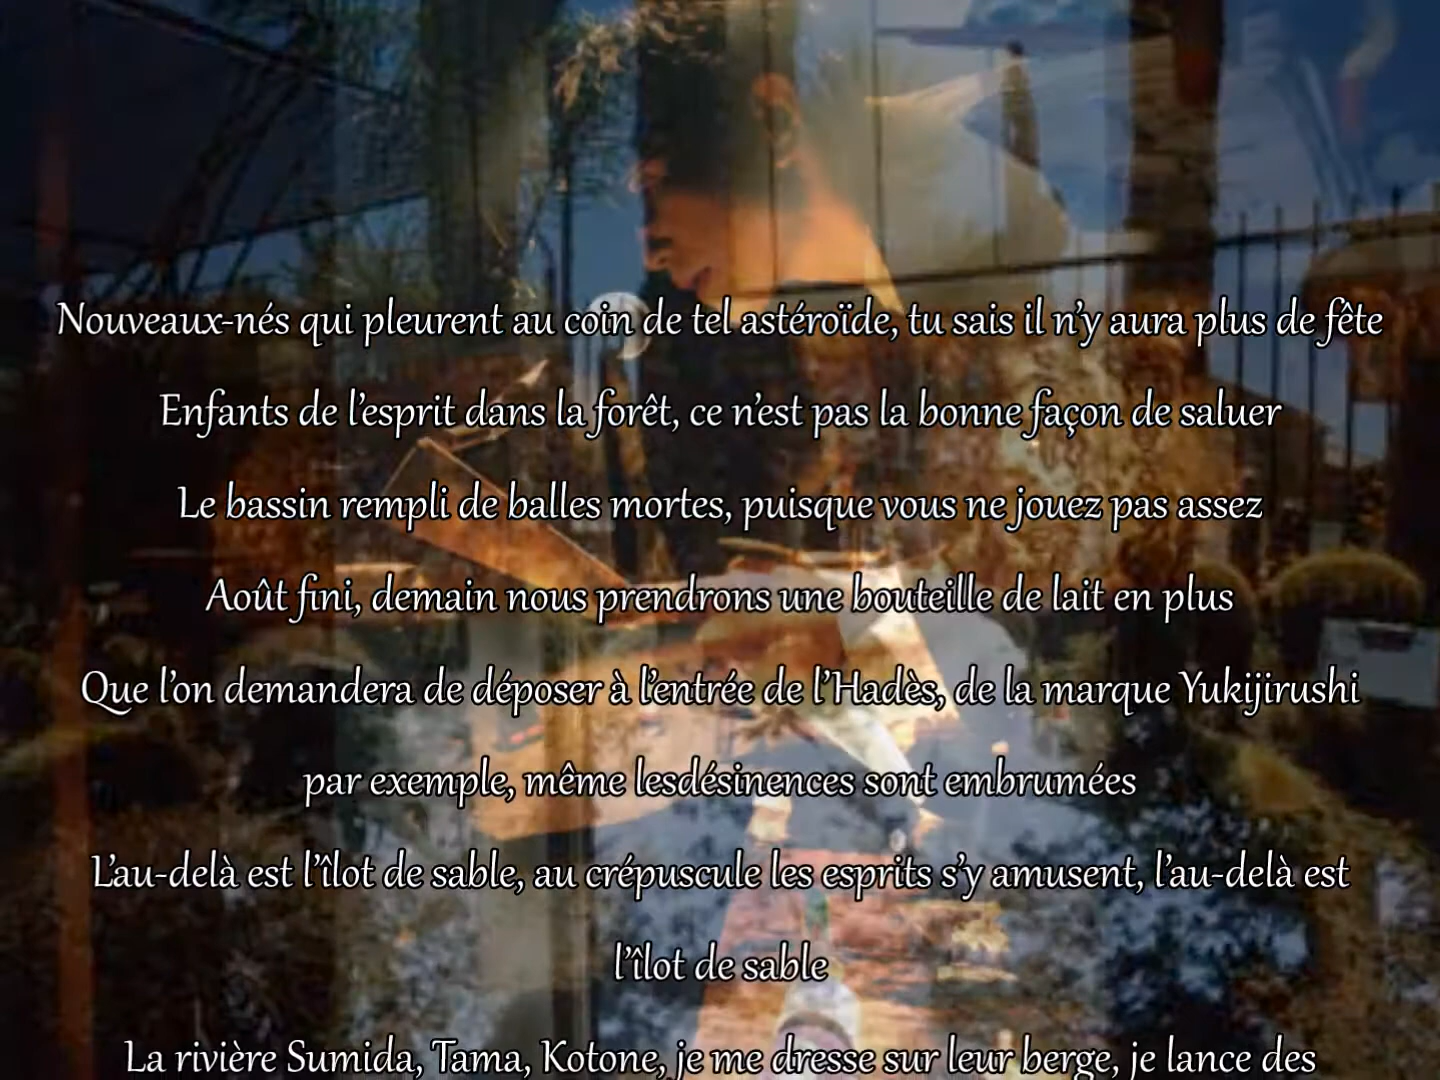 Nouveaux-nés qui pleurent au coin de tel astéroïde, tu sais il n’y aura plus de fête
Enfants de l’esprit dans la forêt, ce n’est pas la bonne façon de saluer
Le bassin rempli de balles mortes, puisque vous ne jouez pas assez
Août fini, demain nous prendrons une bouteille de lait en plus
Que l’on demandera de déposer à l’entrée de l’Hadès, de la marque Yukijirushi
par exemple, même lesdésinences sont embrumées
L’au-delà est l’îlot de sable, au crépuscule les esprits s’y amusent, l’au-delà est
l’îlot de sable
La rivière Sumida, Tama, Kotone, je me dresse sur leur berge, je lance des